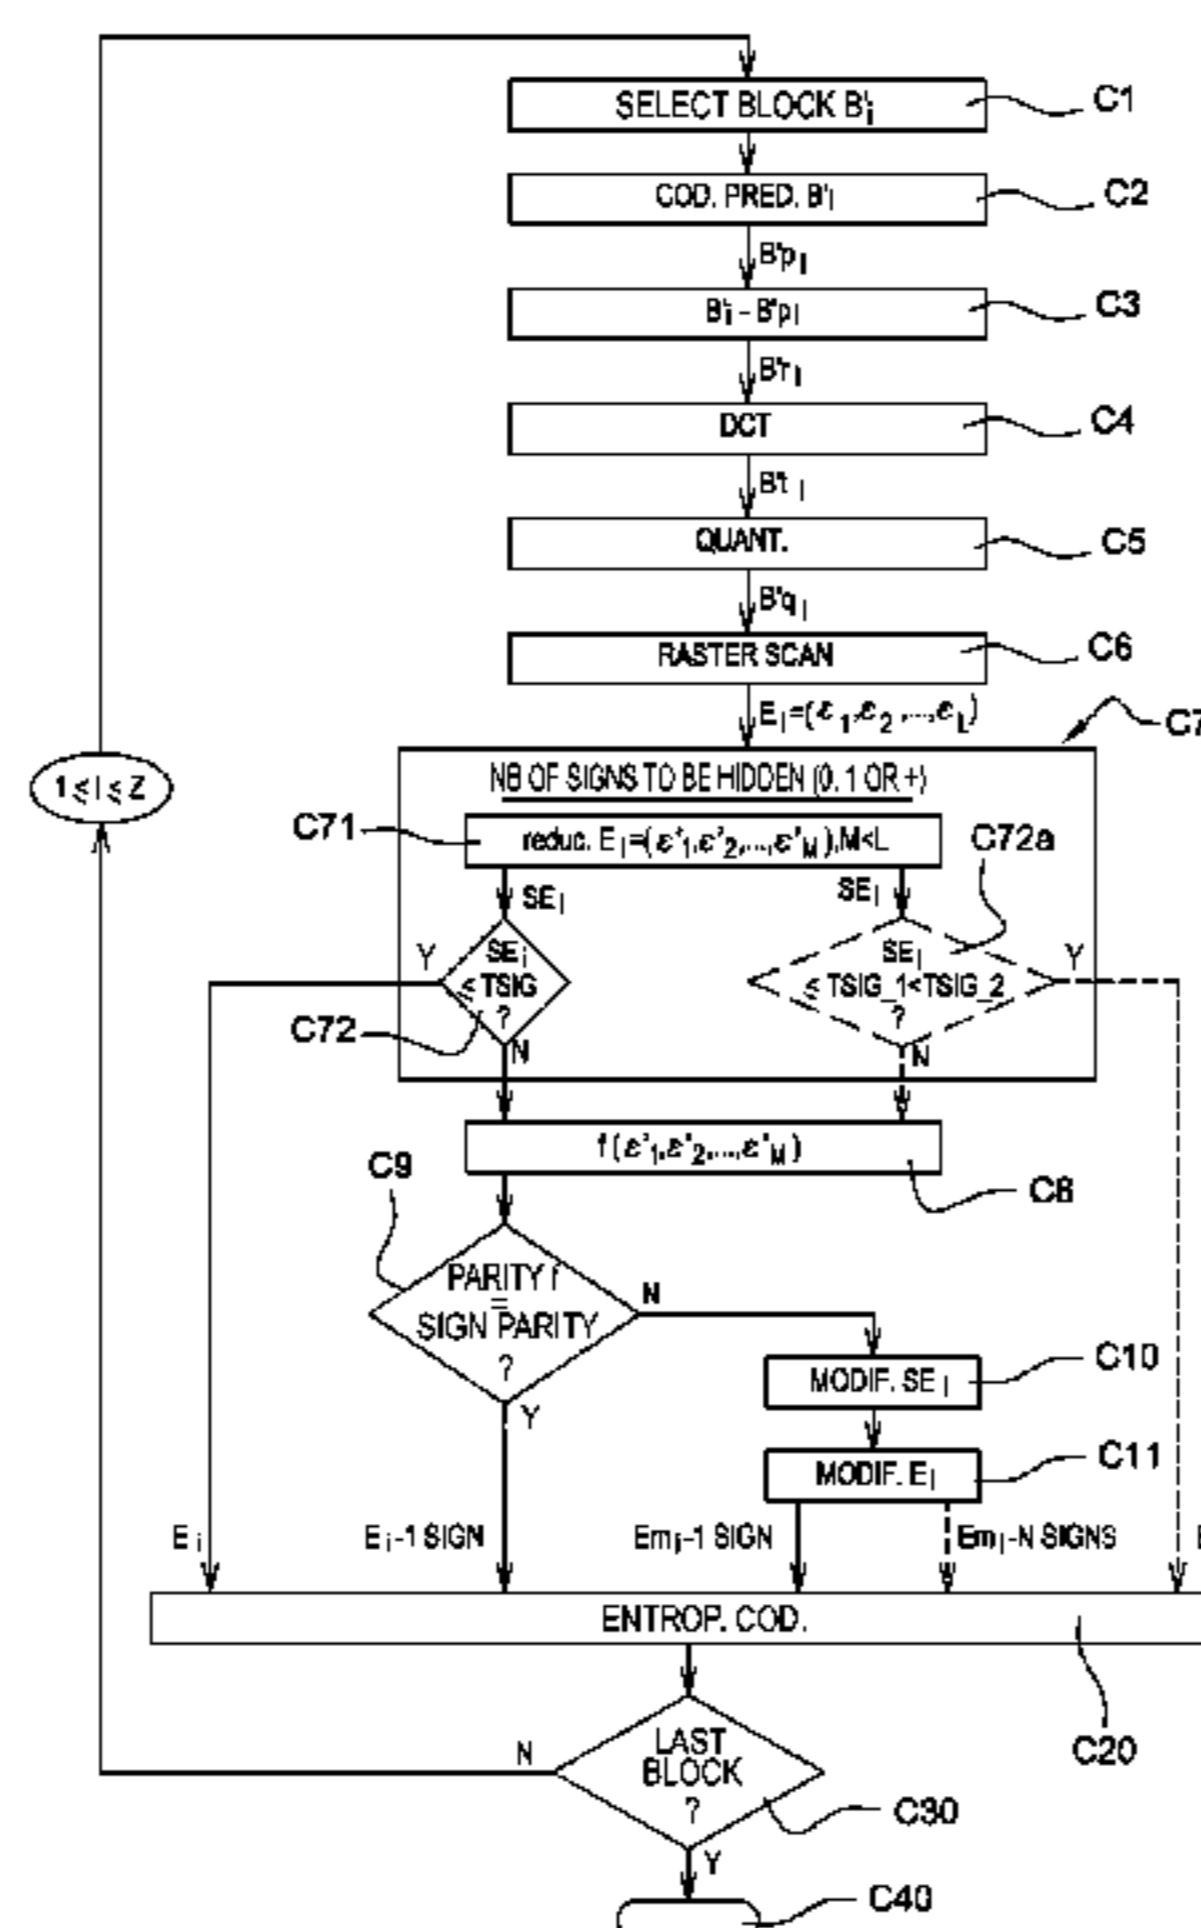 SELECT BLOCK B'i
C1
COD. PRED. B'i
C2
B'pi
B'i – B'pi
C3
B'ri
DCT
C4
B't i
QUANT.
C5
B'q i
RASTER SCAN
C6
Ei=(ε1,ε2,...,εL)
C7
1 ≤ i ≤ Z
NB OF SIGNS TO BE HIDDEN (0, 1 OR +)
C71
reduc. Ei=(ε'1,ε'2,...,ε'M),M<L
C72a
SEi
SEi
Y
SEi
≤ TSIG
?
SEi
≤ TSIG_1<TSIG_2
?
Y
C72
N
N
f(ε'1,ε'2,...,ε'M)
C8
C9
PARITY f
=
SIGN PARITY
?
N
Y
MODIF. SEi
C10
MODIF. Ei
C11
Ei
Ei-1 SIGN
Emi-1 SIGN
Emi-N SIGNS
ENTROP. COD.
C20
N
LAST
BLOCK
?
C30
Y
C40